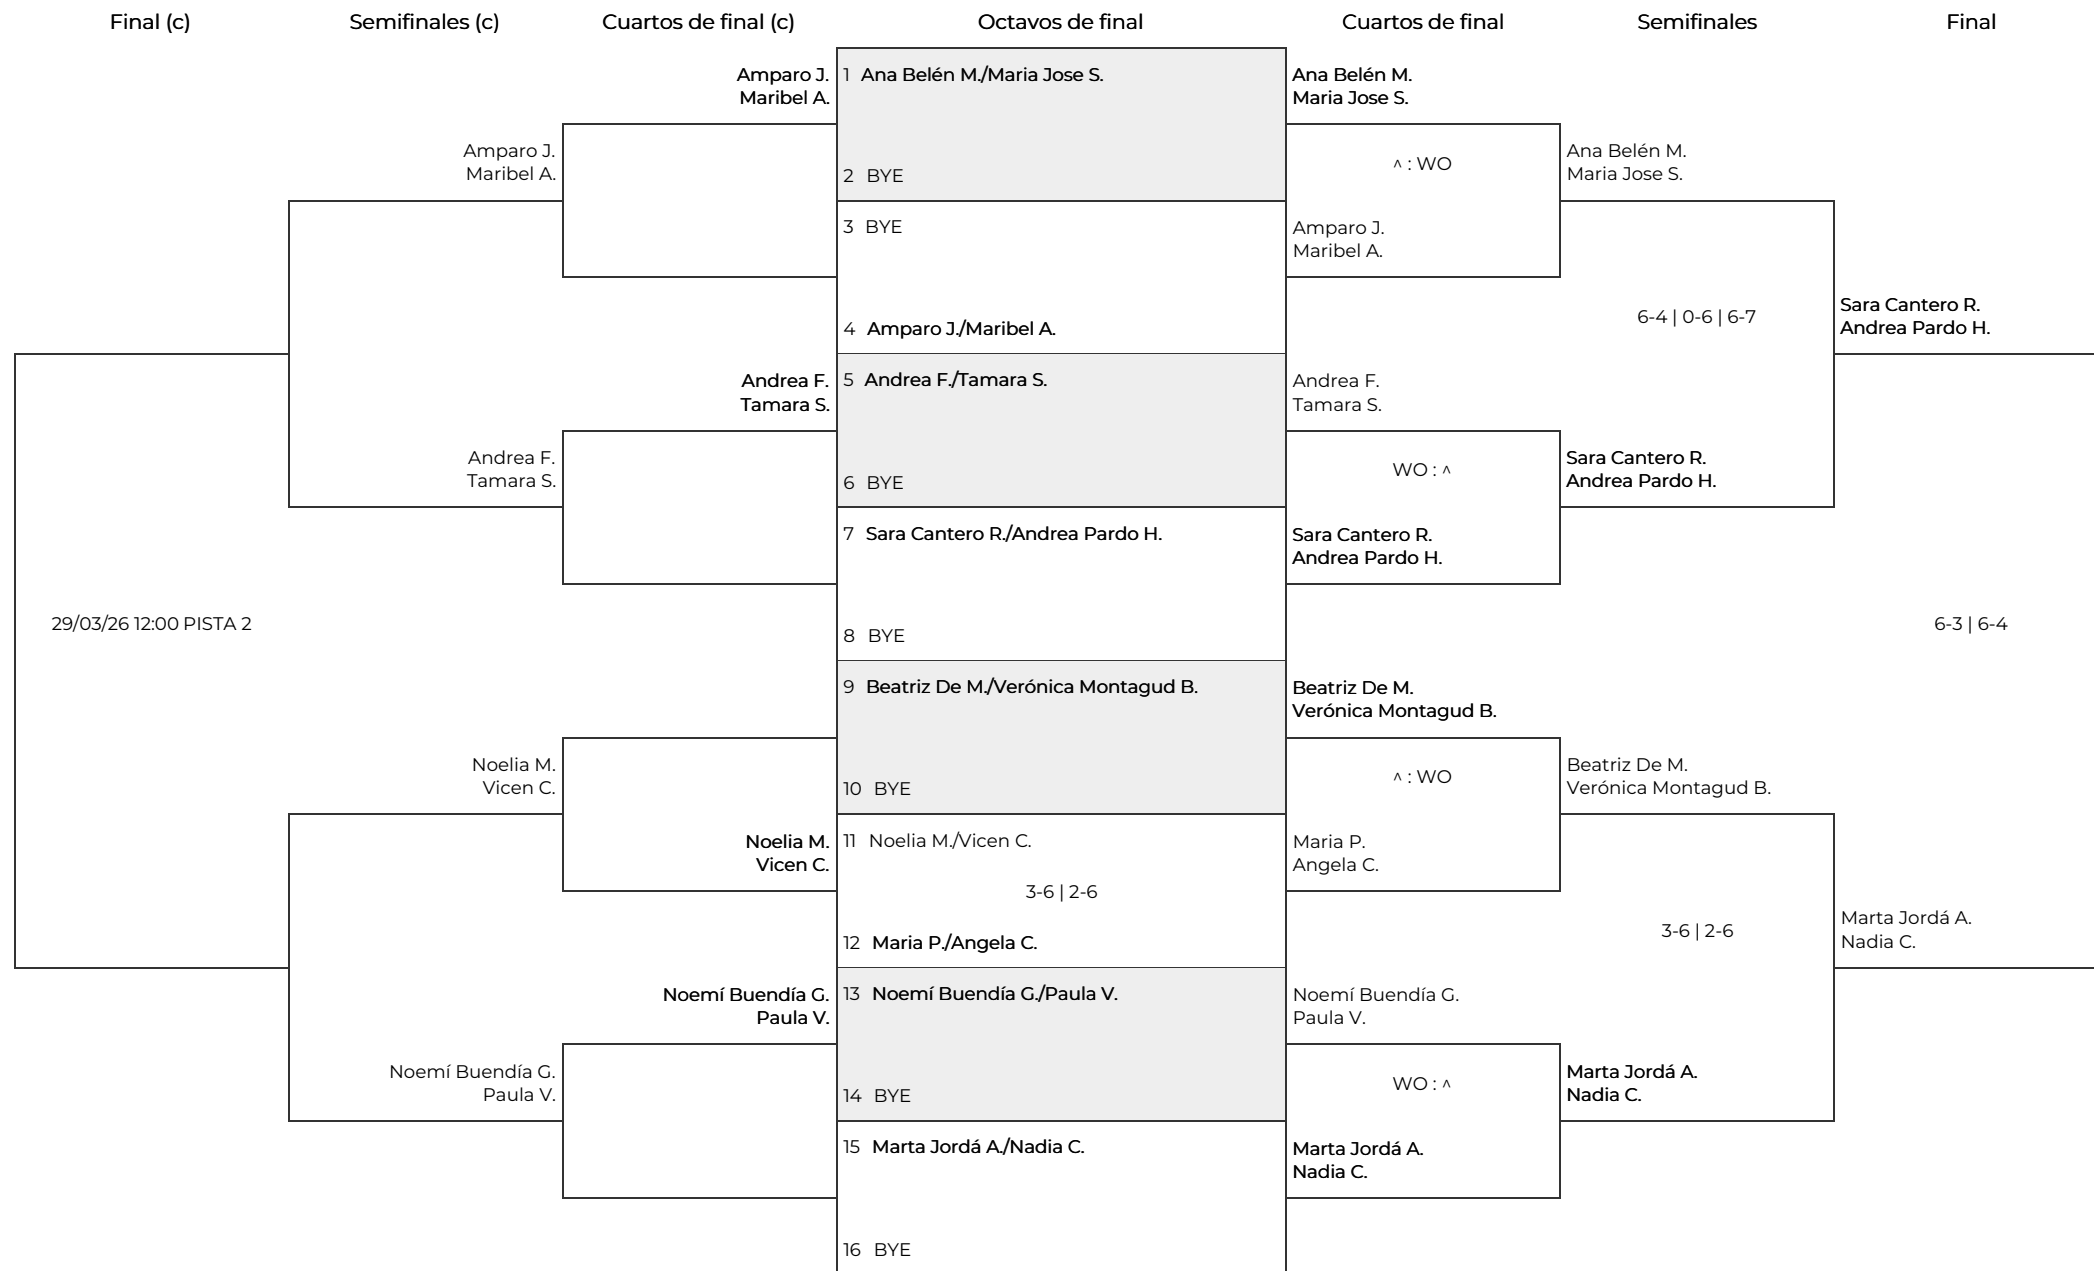 Final (c)
Semifinales (c)
Cuartos de final (c)
Octavos de final
Cuartos de final
Semifinales
Final
29/03/26 12:00 PISTA 2
Amparo J.
Maribel A.
Andrea F.
Tamara S.
Noelia M.
Vicen C.
Noemí Buendía G.
Paula V.
Amparo J.
Maribel A.
Andrea F.
Tamara S.
Noelia M.
Vicen C.
Noemí Buendía G.
Paula V.
1 Ana Belén M./Maria Jose S.
2 BYE
3 BYE
4 Amparo J./Maribel A.
5 Andrea F./Tamara S.
6 BYE
7 Sara Cantero R./Andrea Pardo H.
8 BYE
9 Beatriz De M./Verónica Montagud B.
10 BYE
11 Noelia M./Vicen C.
3-6 | 2-6
12 Maria P./Angela C.
13 Noemí Buendía G./Paula V.
14 BYE
15 Marta Jordá A./Nadia C.
16 BYE
Ana Belén M.
Maria Jose S.
^ : WO
Amparo J.
Maribel A.
Andrea F.
Tamara S.
WO : ^
Sara Cantero R.
Andrea Pardo H.
Beatriz De M.
Verónica Montagud B.
^ : WO
Maria P.
Angela C.
Noemí Buendía G.
Paula V.
WO : ^
Marta Jordá A.
Nadia C.
Ana Belén M.
Maria Jose S.
6-4 | 0-6 | 6-7
Sara Cantero R.
Andrea Pardo H.
Beatriz De M.
Verónica Montagud B.
3-6 | 2-6
Marta Jordá A.
Nadia C.
Sara Cantero R.
Andrea Pardo H.
6-3 | 6-4
Marta Jordá A.
Nadia C.